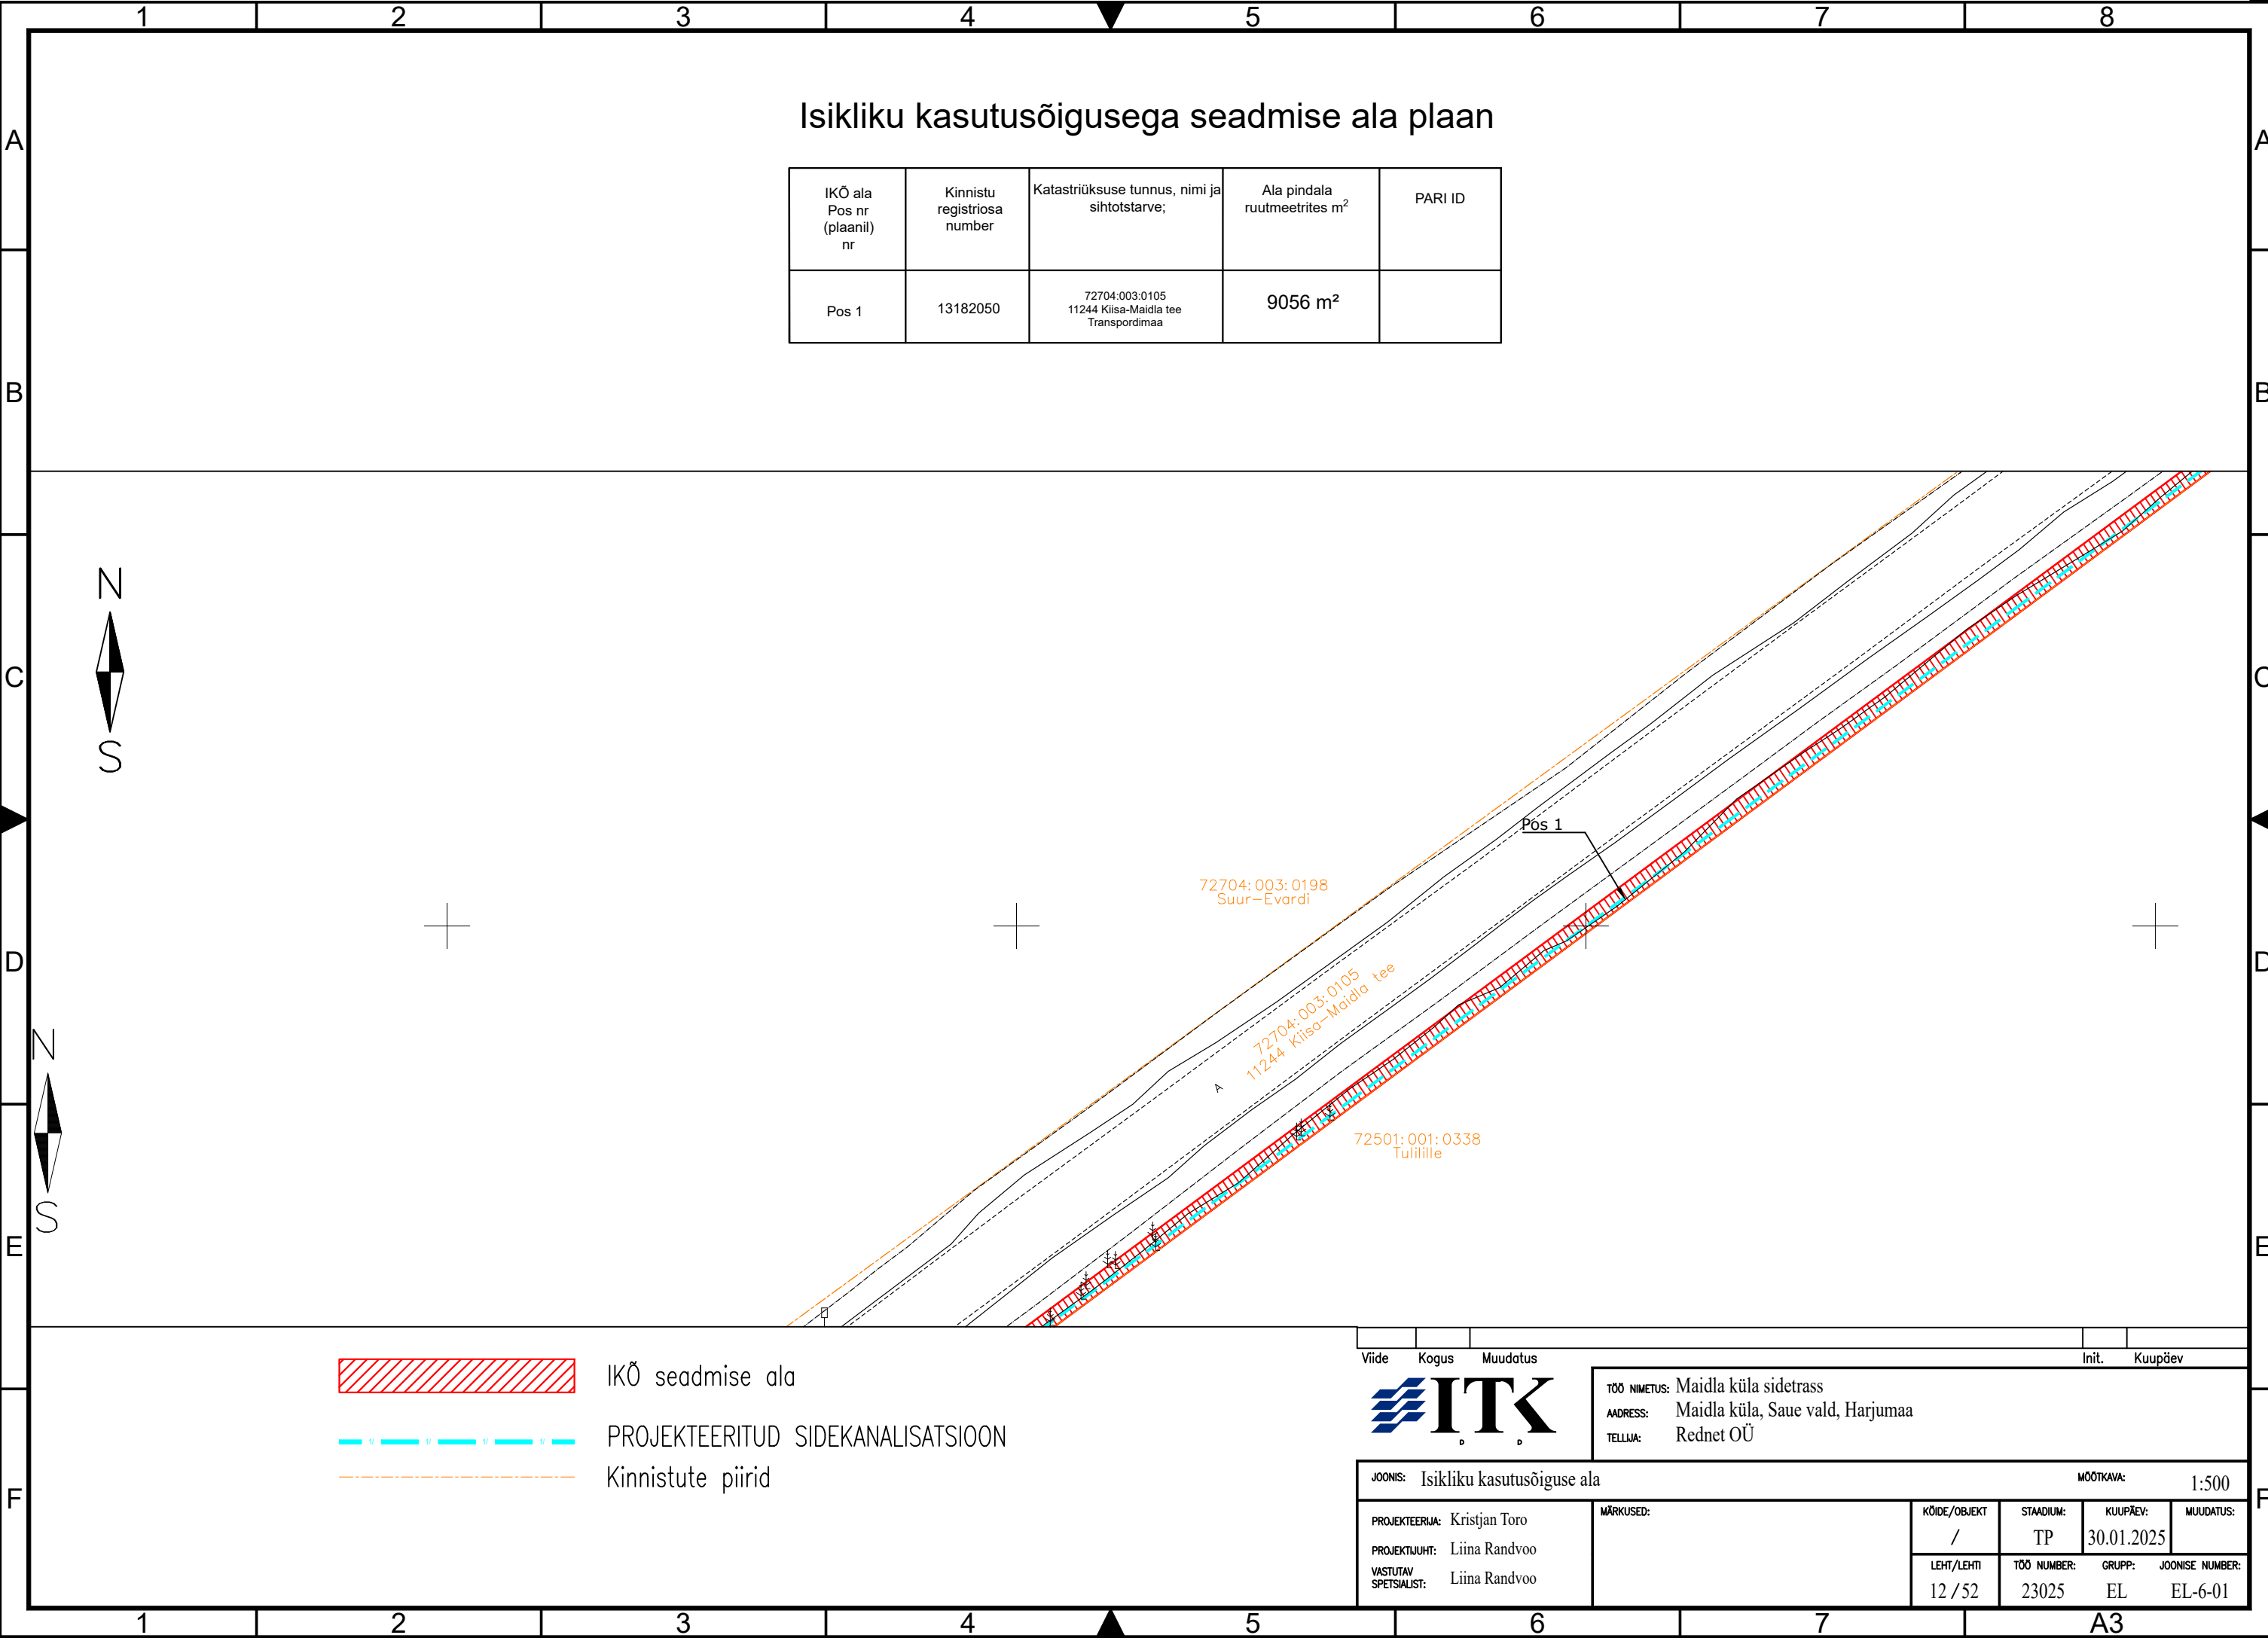 1 2 3 4 5 6 7 8
A A
B B
C C
D D
E E
F F
Isikliku kasutusõigusega seadmise ala plaan
IKÕ ala
Pos nr
(plaanil)
nr
Kinnistu
registriosa
number
Katastriüksuse tunnus, nimi ja
sihtotstarve;
Ala pindala
ruutmeetrites m²
PARI ID
Pos 1
13182050
72704:003:0105
11244 Kiisa-Maidla tee
Transpordimaa
9056 m²
N
S
N
S
Pos 1
72704:003:0198
Suur-Evardi
72704:003:0105
11244 Kiisa-Maidla tee
A
72501:001:0338
Tulilille
IKÕ seadmise ala
PROJEKTEERITUD SIDEKANALISATSIOON
Kinnistute piirid
Viide Kogus Muudatus Init. Kuupäev
ITK
TÖÖ NIMETUS: Maidla küla sidetrass
AADRESS: Maidla küla, Saue vald, Harjumaa
TELLIJA: Rednet OÜ
JOONIS: Isikliku kasutusõiguse ala
MÕÕTKAVA: 1:500
PROJEKTEERIJA: Kristjan Toro
PROJEKTIJUHT: Liina Randvoo
VASTUTAV
SPETSIALIST: Liina Randvoo
MÄRKUSED:
KÖIDE/OBJEKT
/
STAADIUM:
TP
KUUPÄEV:
30.01.2025
MUUDATUS:
LEHT/LEHTI
12 / 52
TÖÖ NUMBER:
23025
GRUPP:
EL
JOONISE NUMBER:
EL-6-01
1 2 3 4 5 6 7 A3